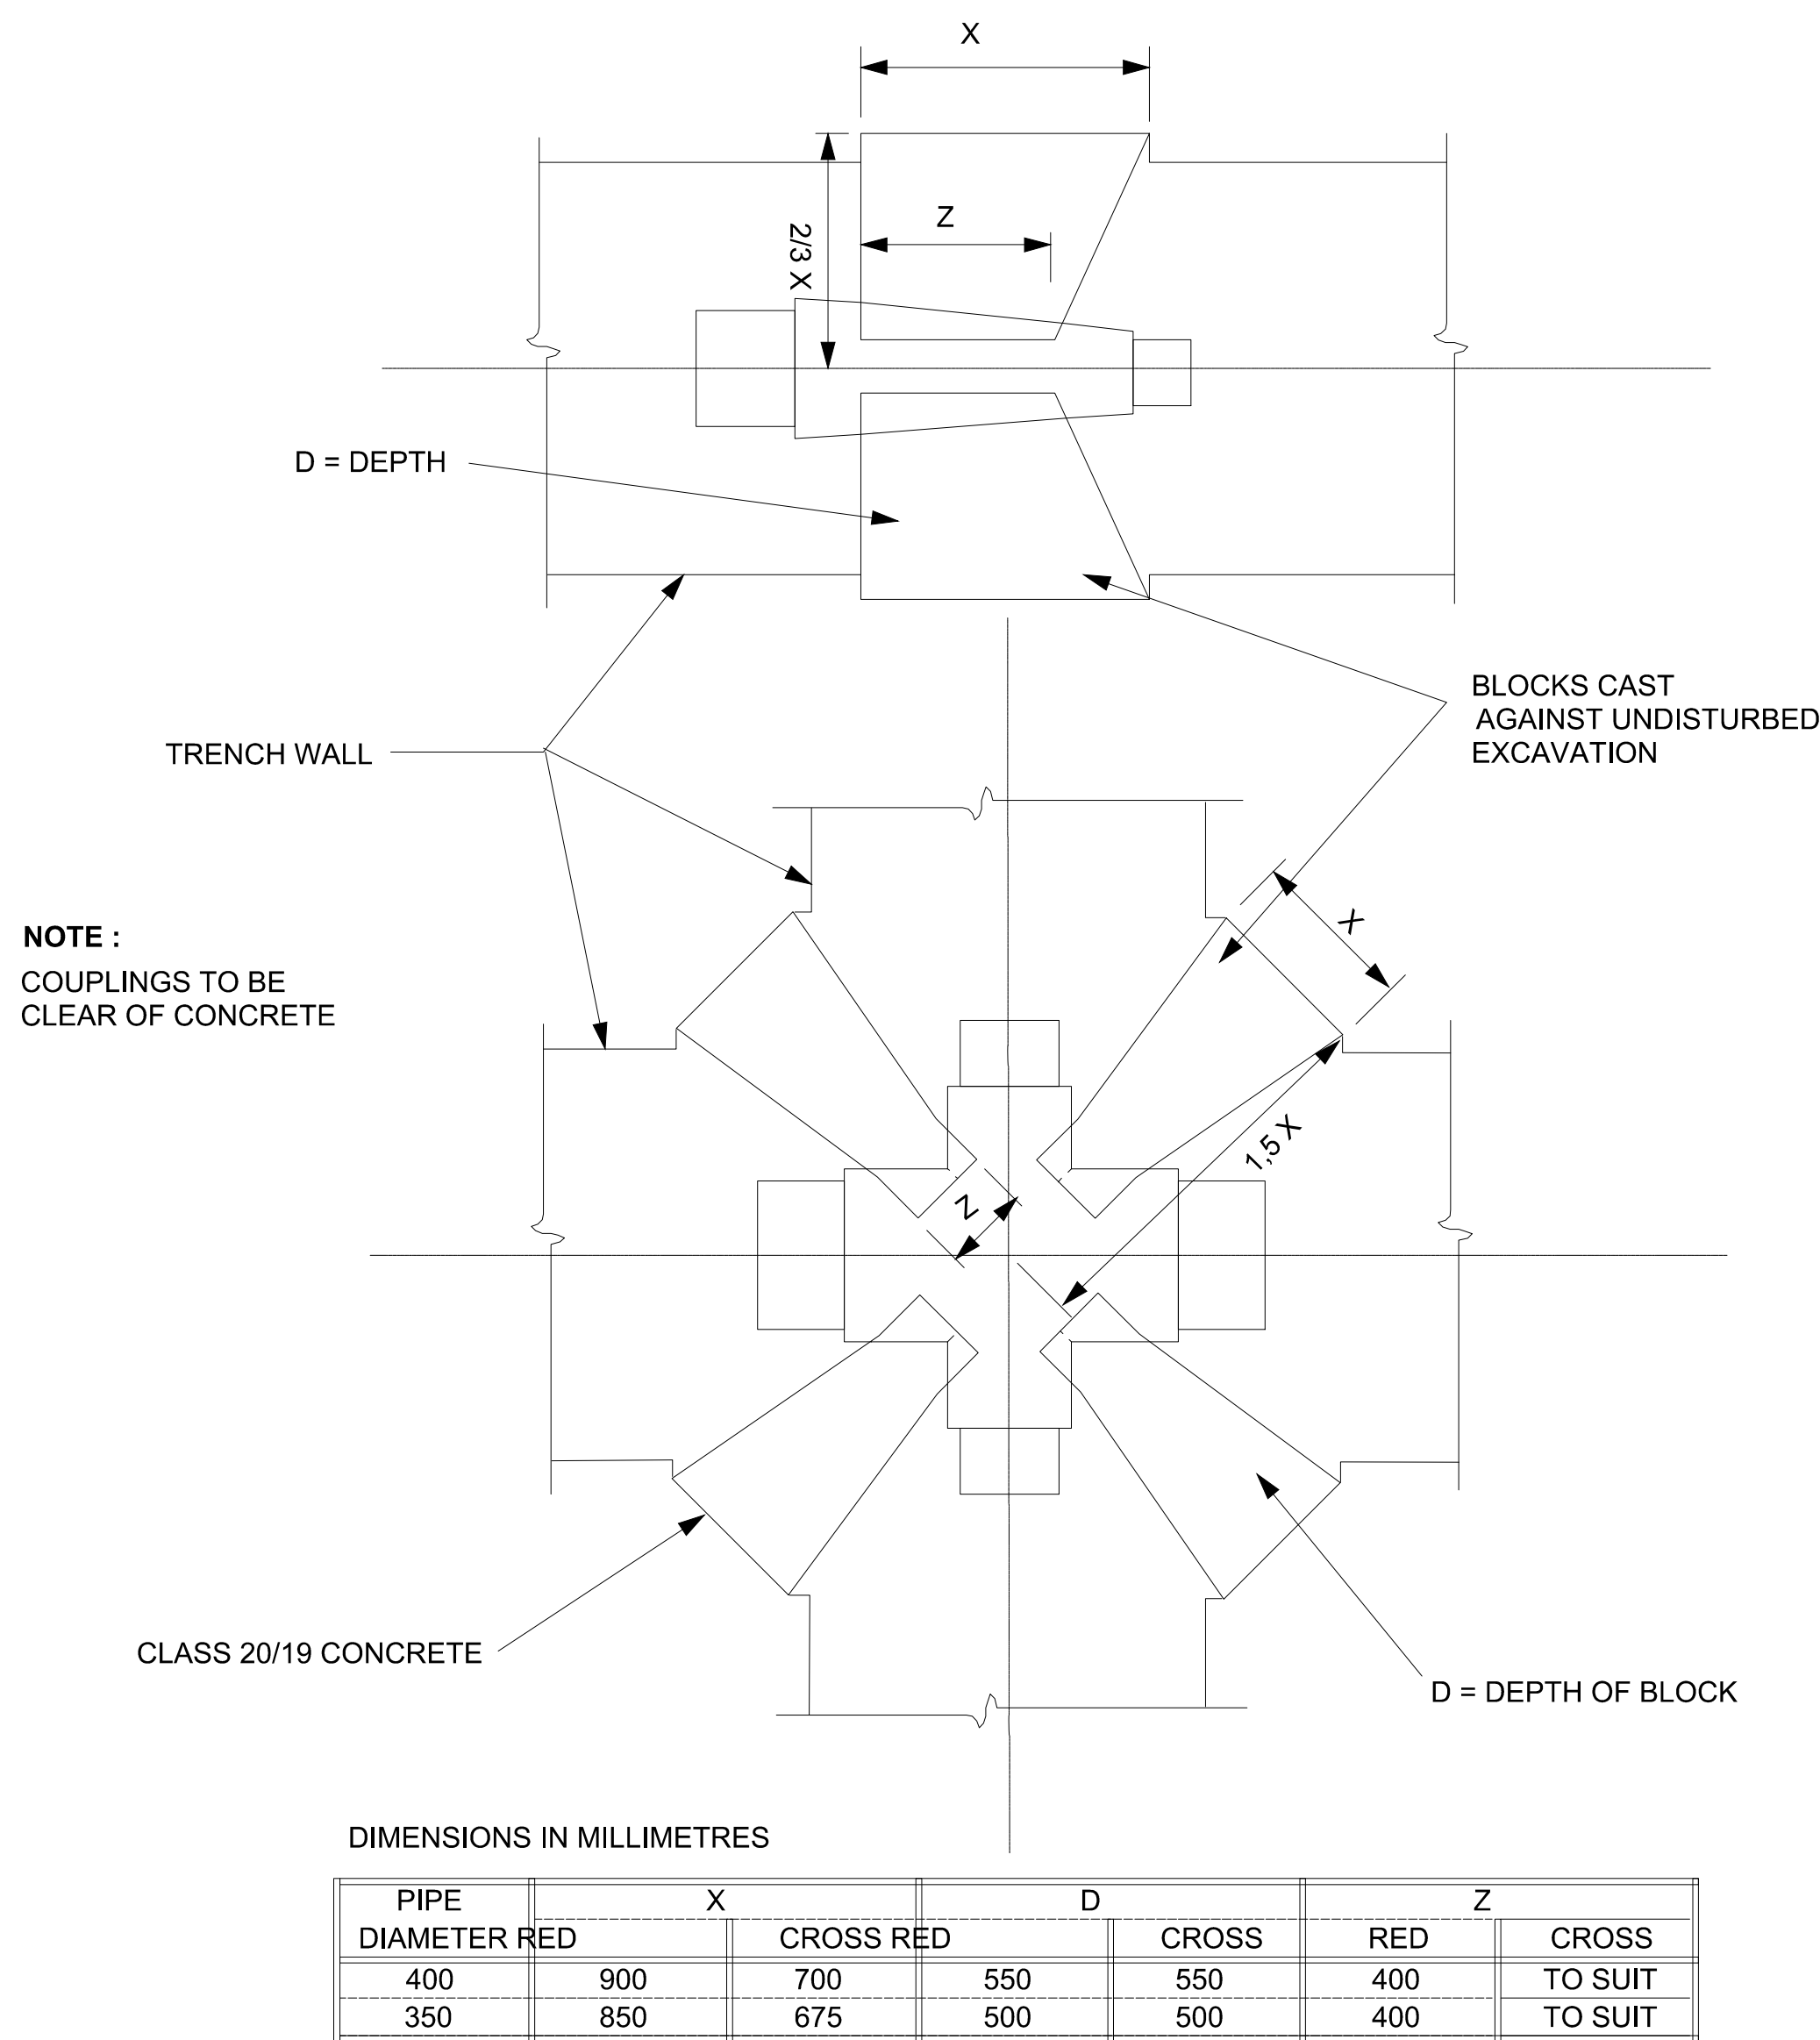 X
2/3 X
Z
D = DEPTH
BLOCKS CAST
AGAINST UNDISTURBED
EXCAVATION
TRENCH WALL
X
NOTE :
COUPLINGS TO BE
CLEAR OF CONCRETE
1,5 X
Z
CLASS 20/19 CONCRETE
D = DEPTH OF BLOCK
DIMENSIONS IN MILLIMETRES
PIPE X D Z
DIAMETER RED CROSS RED CROSS RED CROSS
400 900 700 550 550 400 TO SUIT
350 850 675 500 500 400 TO SUIT